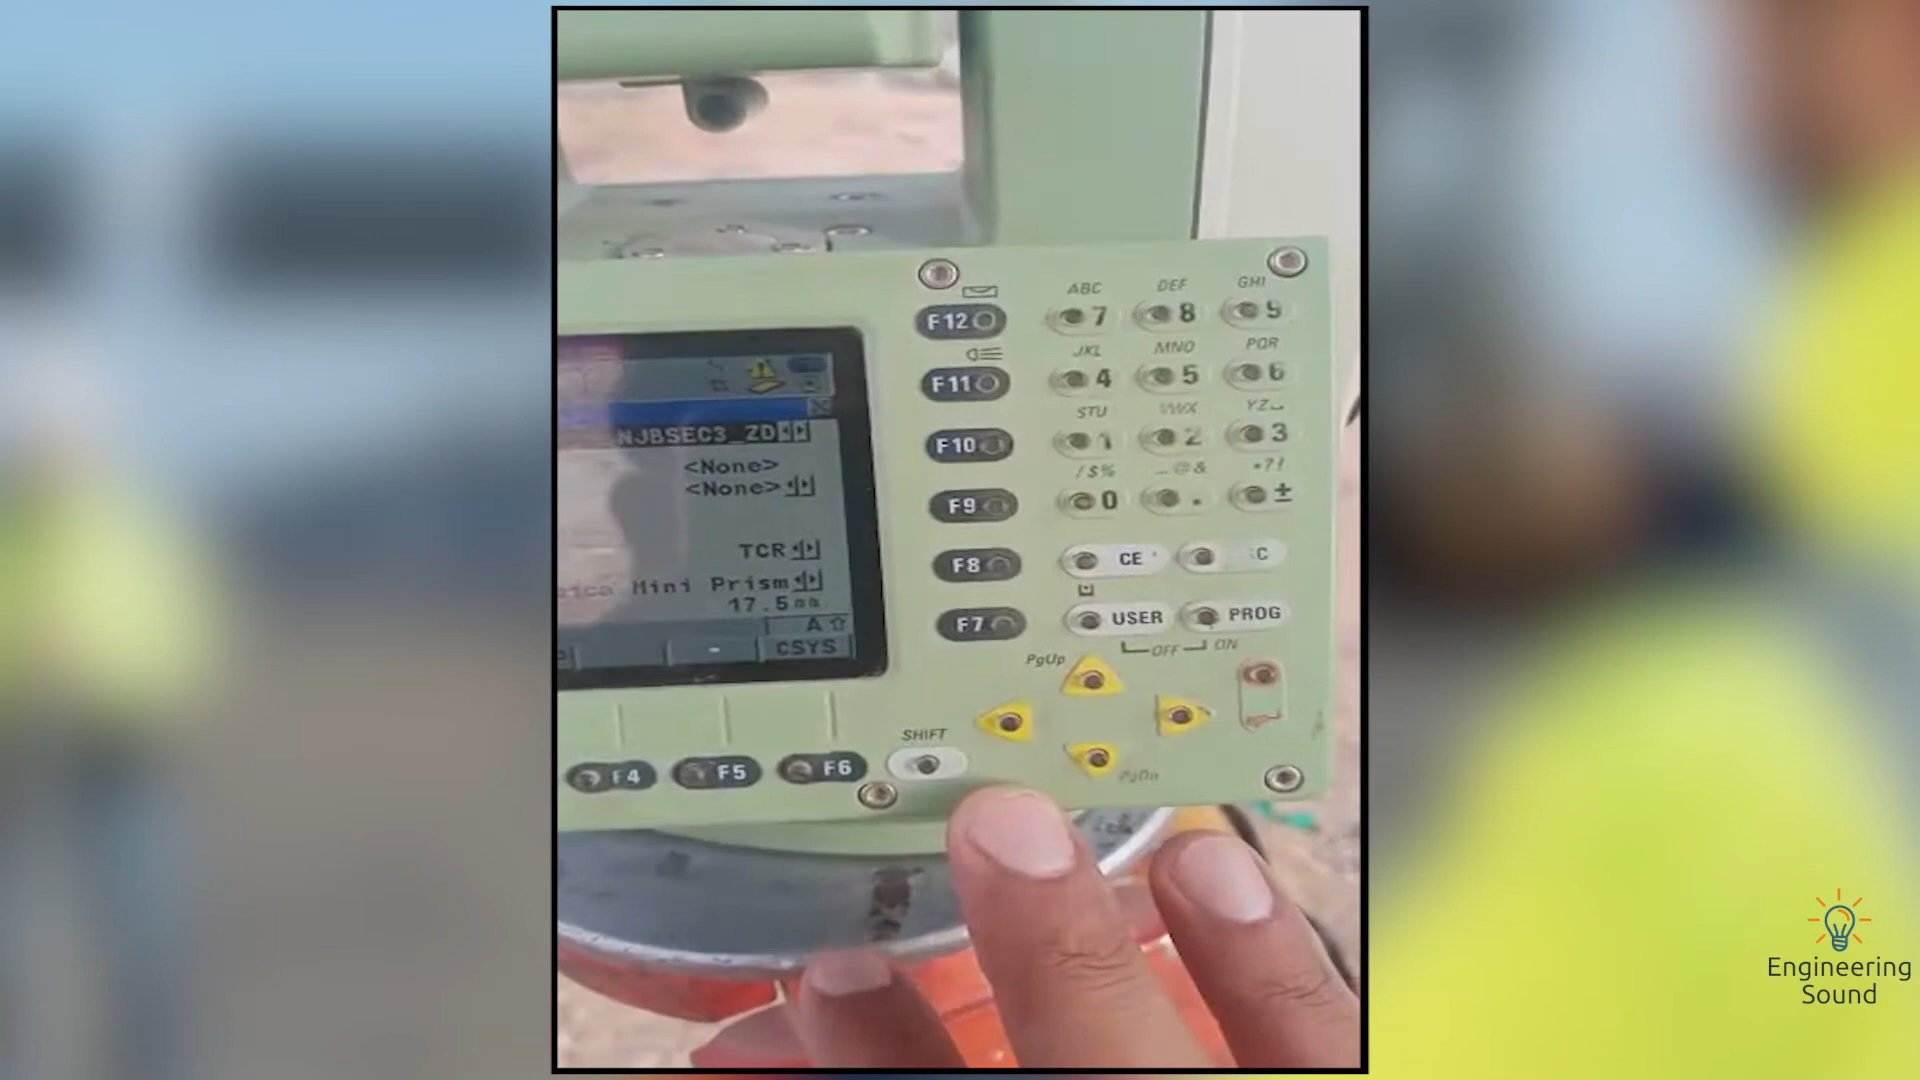 ABC DEF GHI
F12 7 8 9
JKL MNO PQR
F11 4 5 6
STU VWX YZ
F10 1 2 3
/$% _@& *?!
F9 0 . ±
F8 CE
F7 USER PROG
OFF ON
PgUp
PgDn
SHIFT
F4 F5 F6
NJBSEC3_ZD
<None>
<None>
TCR
Mini Prism
17.5mm
A
CSYS
Engineering
Sound